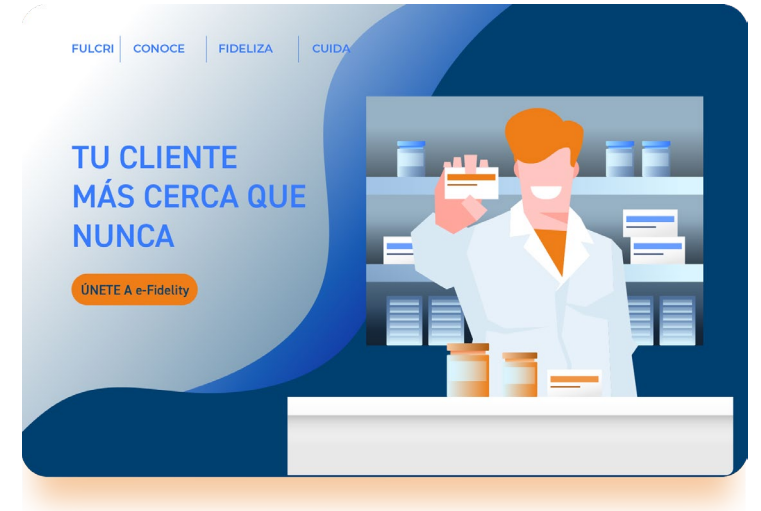 FULCRI CONOCE FIDELIZA CUIDA
TU CLIENTE
MÁS CERCA QUE
NUNCA
ÚNETE A e-Fidelity